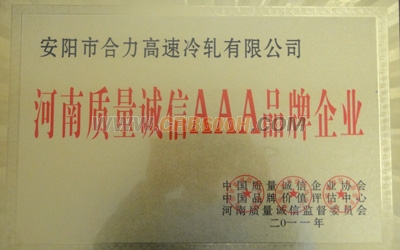 安阳市合力高速冷轧有限公司
河南质量诚信AAA品牌企业
中国质量诚信企业协会
中国品牌价值评估中心
河南质量诚信监督委员会
二〇一一年